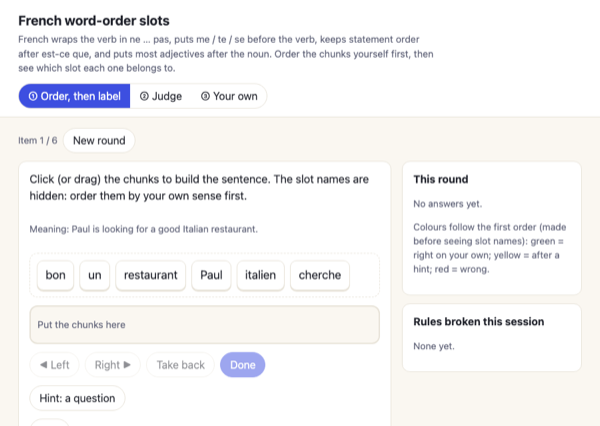 French word-order slots
French wraps the verb in ne ... pas, puts me / te / se before the verb, keeps statement order
after est-ce que, and puts most adjectives after the noun. Order the chunks yourself first, then
see which slot each one belongs to.
① Order, then label ② Judge ③ Your own
Item 1 / 6 New round
Click (or drag) the chunks to build the sentence. The slot names are
hidden: order them by your own sense first.
Meaning: Paul is looking for a good Italian restaurant.
bon un restaurant Paul italien cherche
Put the chunks here
◀ Left Right ▶ Take back Done
Hint: a question
This round
No answers yet.
Colours follow the first order (made
before seeing slot names): green =
right on your own; yellow = after a
hint; red = wrong.
Rules broken this session
None yet.